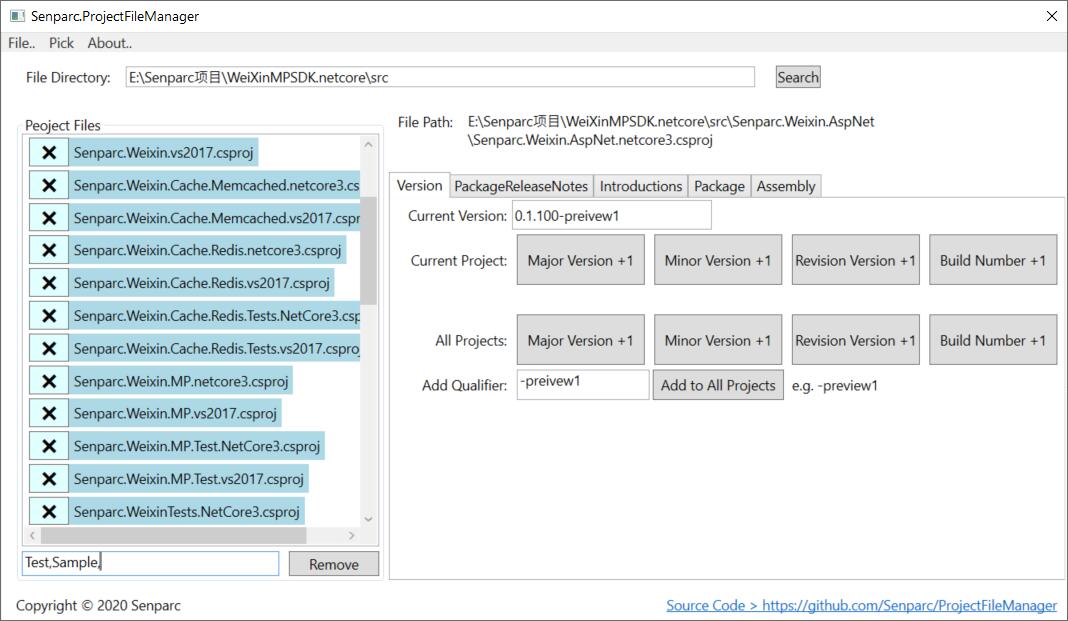 Senparc.ProjectFileManager
File.. Pick About..
File Directory: E:\Senparc项目\WeiXinMPSDK.netcore\src Search
Peoject Files
Senparc.Weixin.vs2017.csproj
Senparc.Weixin.Cache.Memcached.netcore3.cs
Senparc.Weixin.Cache.Memcached.vs2017.cspr
Senparc.Weixin.Cache.Redis.netcore3.csproj
Senparc.Weixin.Cache.Redis.vs2017.csproj
Senparc.Weixin.Cache.Redis.Tests.NetCore3.csp
Senparc.Weixin.Cache.Redis.Tests.vs2017.csproj
Senparc.Weixin.MP.netcore3.csproj
Senparc.Weixin.MP.vs2017.csproj
Senparc.Weixin.MP.Test.NetCore3.csproj
Senparc.Weixin.MP.Test.vs2017.csproj
Senparc.WeixinTests.NetCore3.csproj
Test,Sample, Remove
File Path: E:\Senparc项目\WeiXinMPSDK.netcore\src\Senparc.Weixin.AspNet
\Senparc.Weixin.AspNet.netcore3.csproj
Version PackageReleaseNotes Introductions Package Assembly
Current Version: 0.1.100-preivew1
Current Project: Major Version +1 Minor Version +1 Revision Version +1 Build Number +1
All Projects: Major Version +1 Minor Version +1 Revision Version +1 Build Number +1
Add Qualifier: -preivew1 Add to All Projects e.g. -preview1
Copyright © 2020 Senparc
Source Code > https://github.com/Senparc/ProjectFileManager